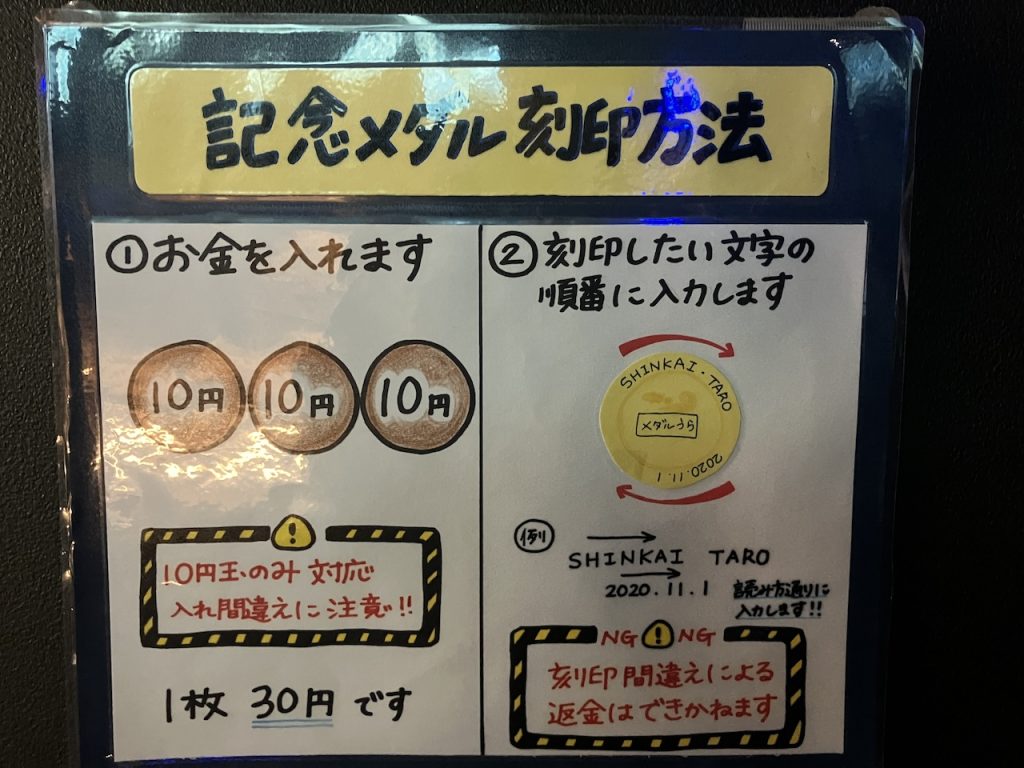 記念メダル刻印方法
①お金を入れます
10円 10円 10円
10円玉のみ対応
入れ間違えに注意!!
1枚 30円です
②刻印したい文字の
順番に入力します
SHINKAI・TARO
メダルうら
2020.11.1
例
SHINKAI TARO
2020.11.1
読み方通りに
入力します!!
NG NG
刻印間違えによる
返金はできかねます